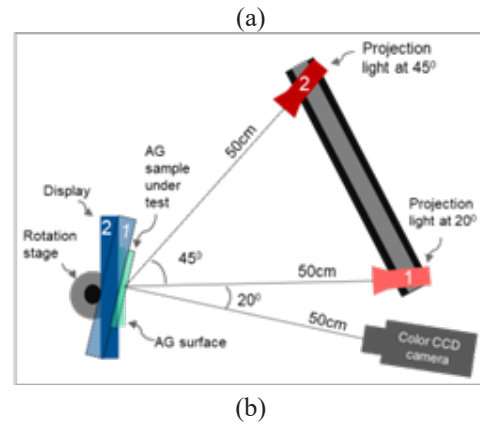 (a)
Projection
light at 45⁰
2
50cm
AG
sample
under
test
Display
2
1
Rotation
stage
45⁰
Projection
light at 20⁰
50cm
1
20⁰
50cm
AG surface
Color CCD
camera
(b)